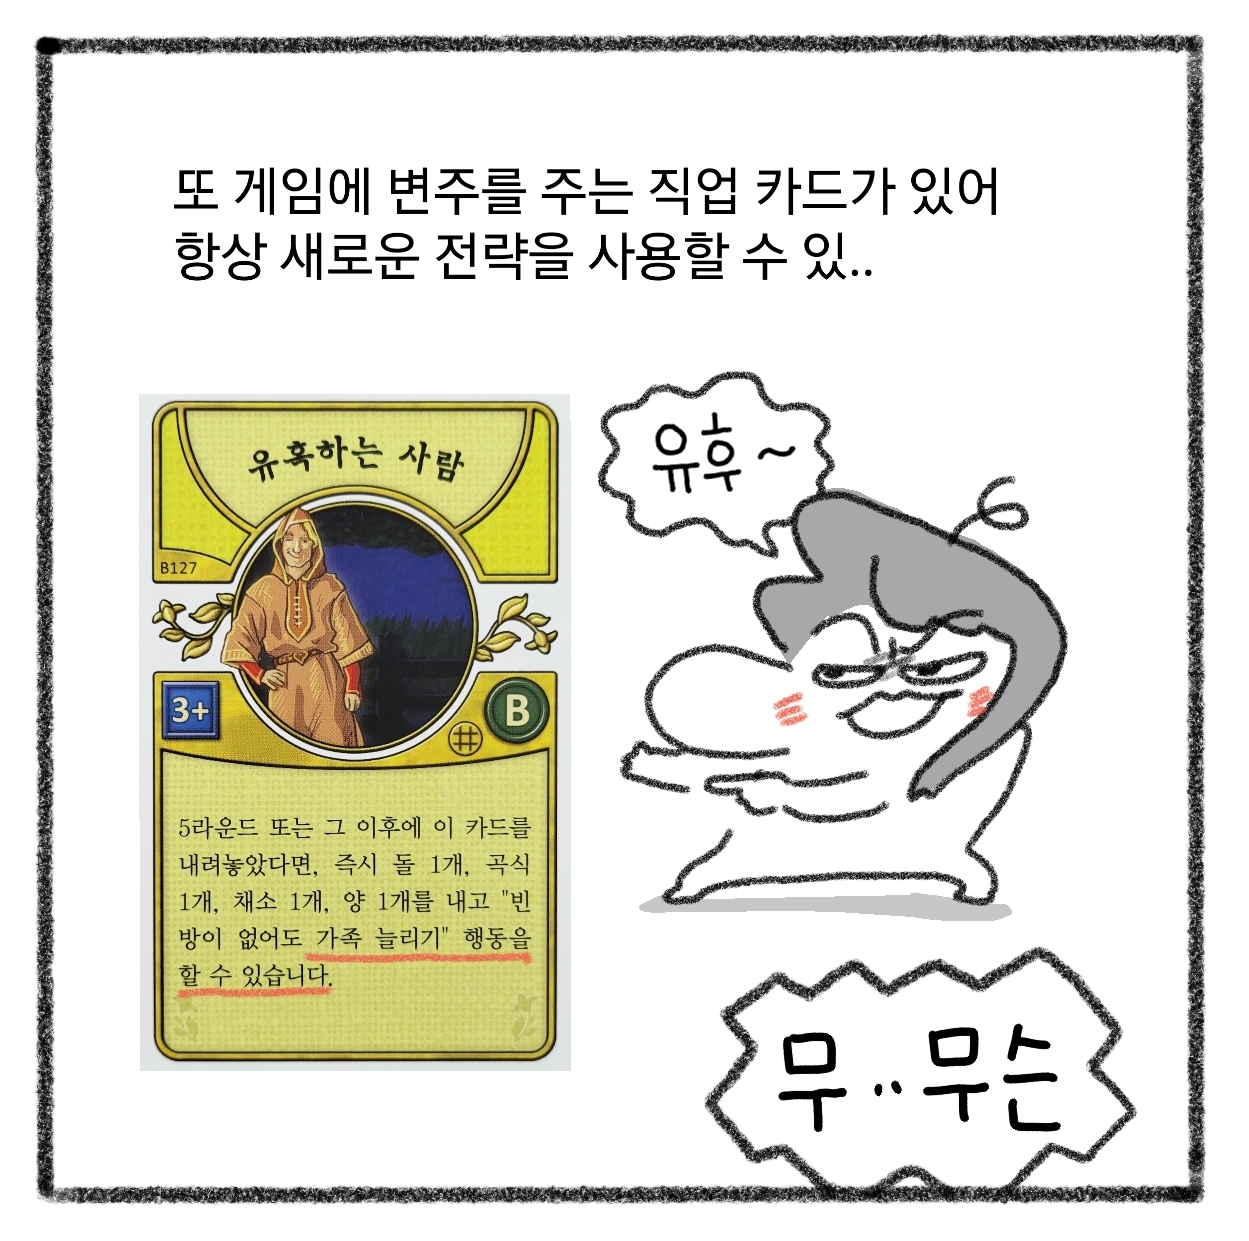 또 게임에 변주를 주는 직업 카드가 있어
항상 새로운 전략을 사용할 수 있..
유혹하는 사람
B127
3+
B
5라운드 또는 그 이후에 이 카드를
내려놓았다면, 즉시 돌 1개, 곡식
1개, 채소 1개, 양 1개를 내고 "빈
방이 없어도 가족 늘리기" 행동을
할 수 있습니다.
유후~
무..무슨